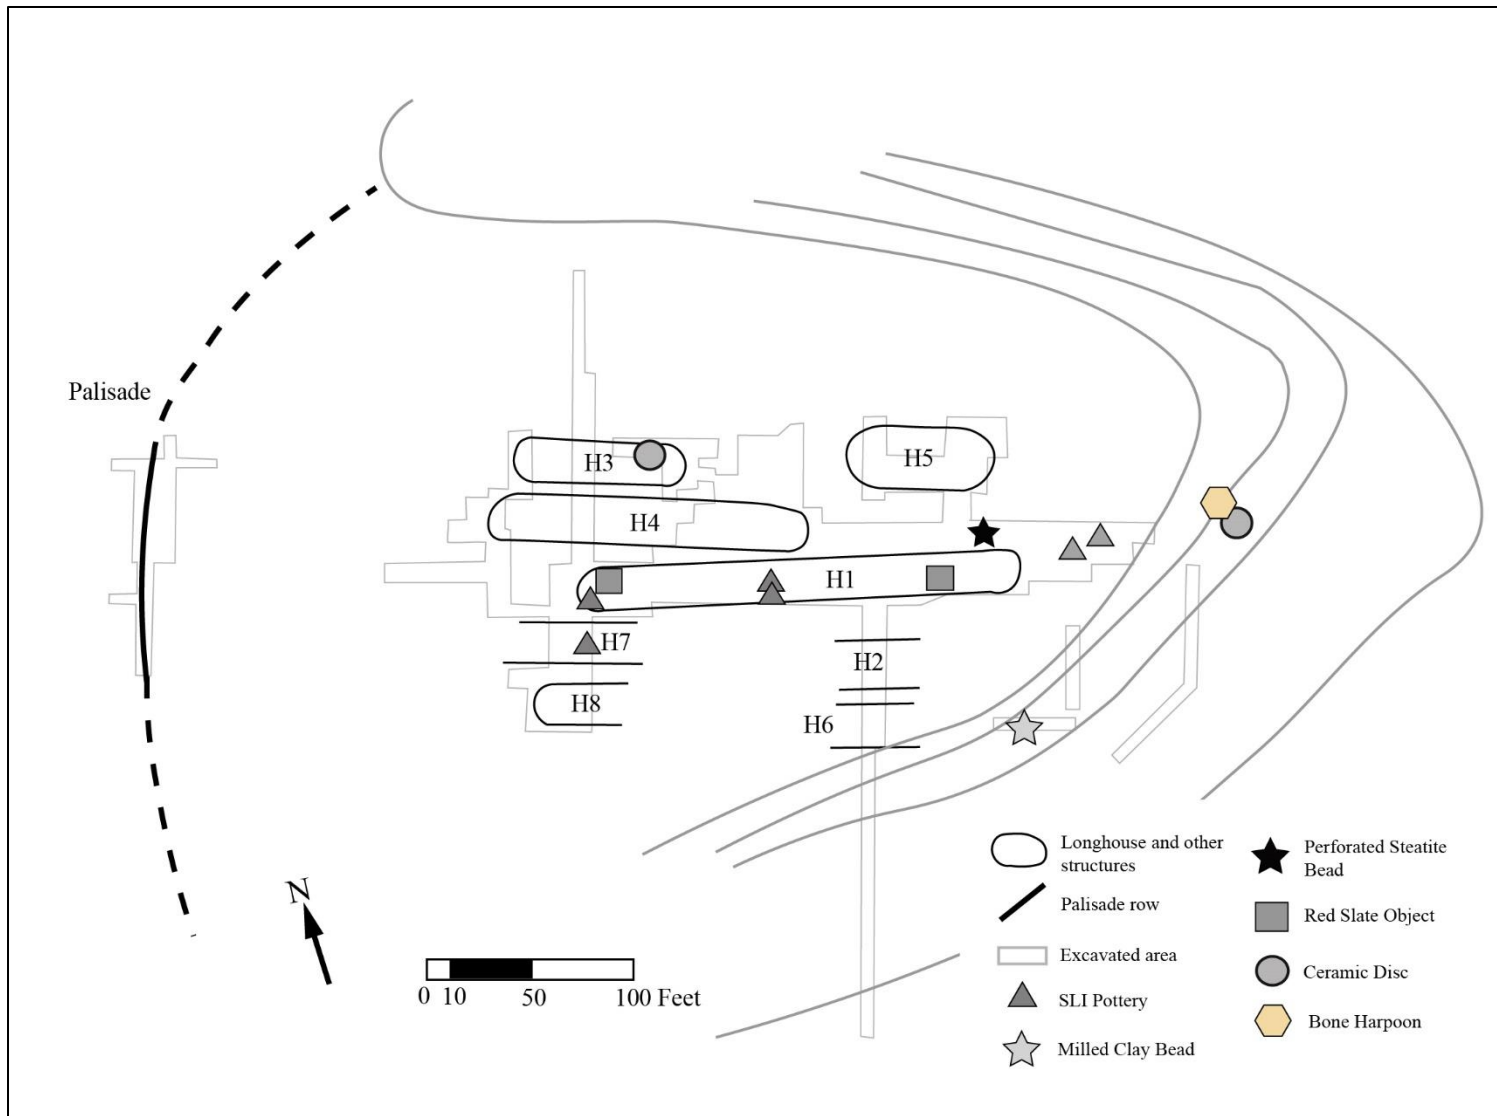 Palisade
H3
H5
H4
H1
H7
H2
H8
H6
N
0 10 50 100 Feet
Longhouse and other
structures
Palisade row
Excavated area
SLI Pottery
Milled Clay Bead
Perforated Steatite
Bead
Red Slate Object
Ceramic Disc
Bone Harpoon